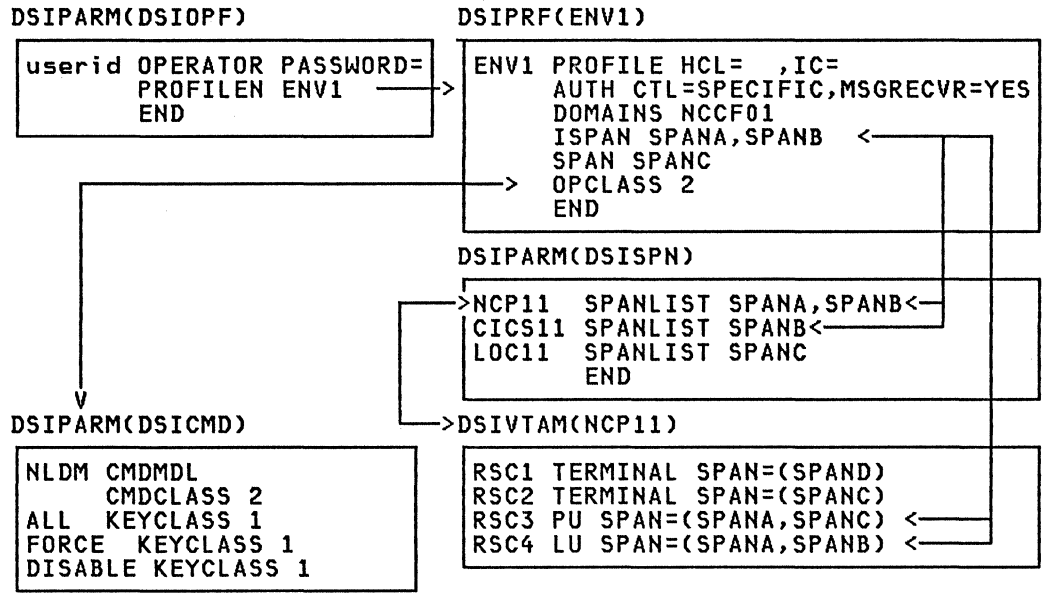 DSIPARM(DSIOPF)
userid OPERATOR PASSWORD=
PROFILEN ENV1
END
DSIPRF(ENV1)
ENV1 PROFILE HCL= ,IC=
AUTH CTL=SPECIFIC,MSGRECVR=YES
DOMAINS NCCF01
ISPAN SPANA,SPANB
SPAN SPANC
OPCLASS 2
END
DSIPARM(DSISPN)
NCP11 SPANLIST SPANA,SPANB
CICS11 SPANLIST SPANB
LOC11 SPANLIST SPANC
END
DSIPARM(DSICMD)
NLDM CMDMDL
CMDCLASS 2
ALL KEYCLASS 1
FORCE KEYCLASS 1
DISABLE KEYCLASS 1
DSIVTAM(NCP11)
RSC1 TERMINAL SPAN=(SPAND)
RSC2 TERMINAL SPAN=(SPANC)
RSC3 PU SPAN=(SPANA,SPANC)
RSC4 LU SPAN=(SPANA,SPANB)